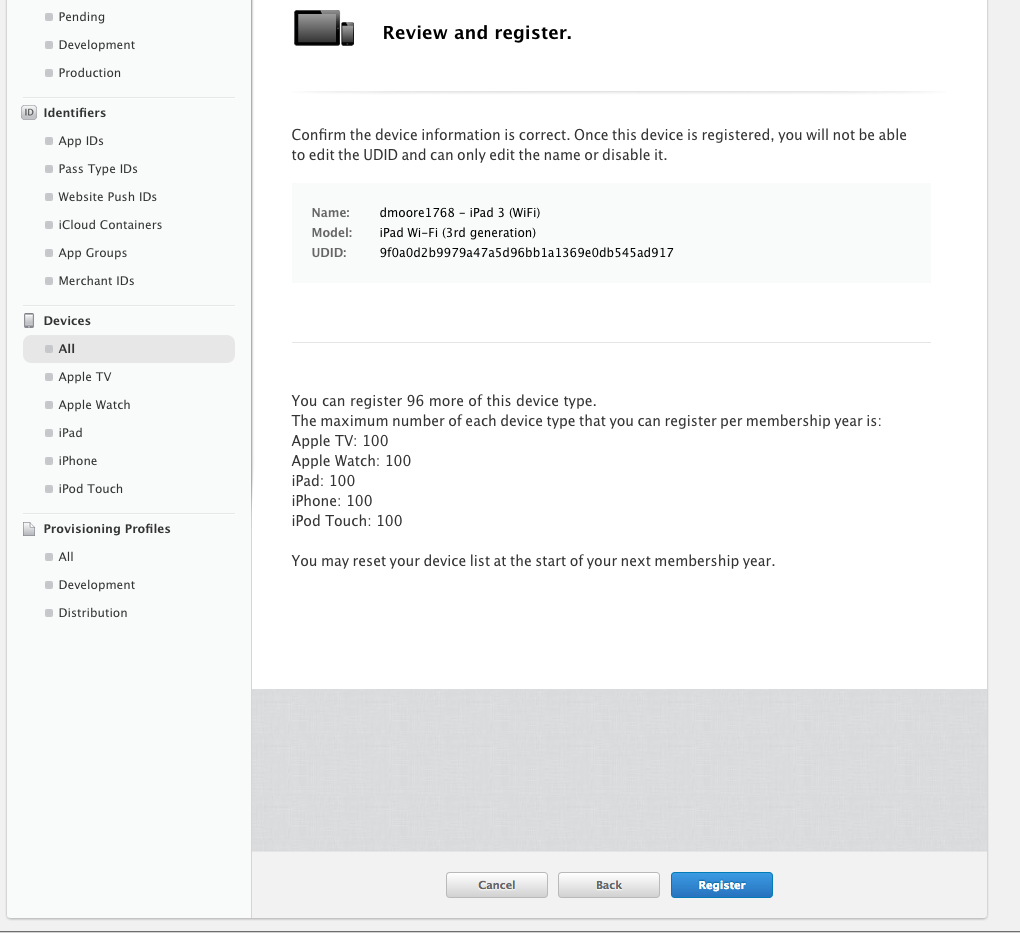 Pending
Development
Production
ID Identifiers
App IDs
Pass Type IDs
Website Push IDs
iCloud Containers
App Groups
Merchant IDs
Devices
All
Apple TV
Apple Watch
iPad
iPhone
iPod Touch
Provisioning Profiles
All
Development
Distribution
Review and register.
Confirm the device information is correct. Once this device is registered, you will not be able
to edit the UDID and can only edit the name or disable it.
Name: dmoore1768 - iPad 3 (WiFi)
Model: iPad Wi-Fi (3rd generation)
UDID: 9f0a0d2b9979a47a5d96bb1a1369e0db545ad917
You can register 96 more of this device type.
The maximum number of each device type that you can register per membership year is:
Apple TV: 100
Apple Watch: 100
iPad: 100
iPhone: 100
iPod Touch: 100
You may reset your device list at the start of your next membership year.
Cancel Back Register